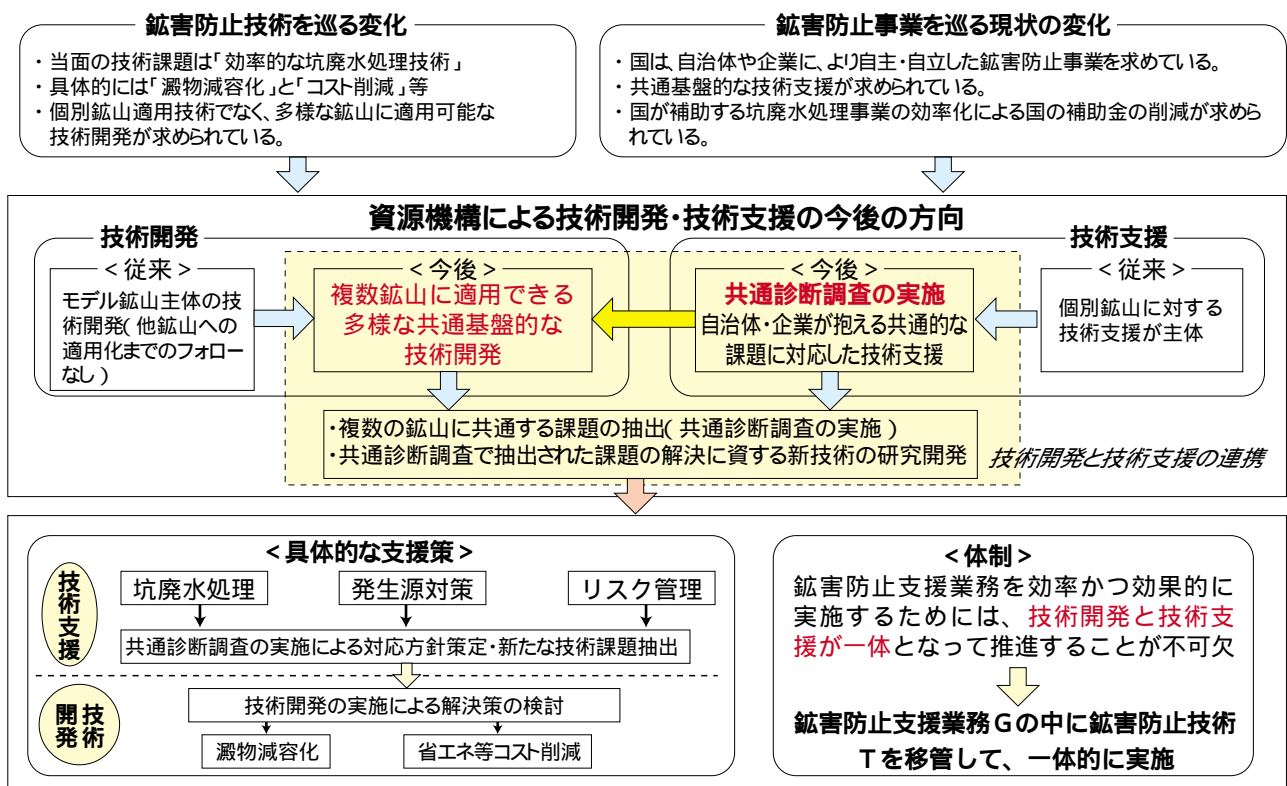 鉱害防止技術を巡る変化
・当面の技術課題は「効率的な坑廃水処理技術」
・具体的には「澱物減容化」と「コスト削減」等
・個別鉱山適用技術でなく、多様な鉱山に適用可能な
技術開発が求められている。
鉱害防止事業を巡る現状の変化
・国は、自治体や企業に、より自主・自立した鉱害防止事業を求めている。
・共通基盤的な技術支援が求められている。
・国が補助する坑廃水処理事業の効率化による国の補助金の削減が求めら
れている。
資源機構による技術開発・技術支援の今後の方向
技術開発
<従来>
モデル鉱山主体の技
術開発(他鉱山への
適用化までのフォロー
なし)
<今後>
複数鉱山に適用できる
多様な共通基盤的な
技術開発
技術支援
<今後>
共通診断調査の実施
自治体・企業が抱える共通的な
課題に対応した技術支援
<従来>
個別鉱山に対する
技術支援が主体
・複数の鉱山に共通する課題の抽出(共通診断調査の実施)
・共通診断調査で抽出された課題の解決に資する新技術の研究開発
技術開発と技術支援の連携
<具体的な支援策>
技術支援
坑廃水処理
発生源対策
リスク管理
共通診断調査の実施による対応方針策定・新たな技術課題抽出
技術
開発
技術開発の実施による解決策の検討
澱物減容化
省エネ等コスト削減
<体制>
鉱害防止支援業務を効率かつ効果的に
実施するためには、技術開発と技術支
援が一体となって推進することが不可欠
鉱害防止支援業務Gの中に鉱害防止技術
Tを移管して、一体的に実施